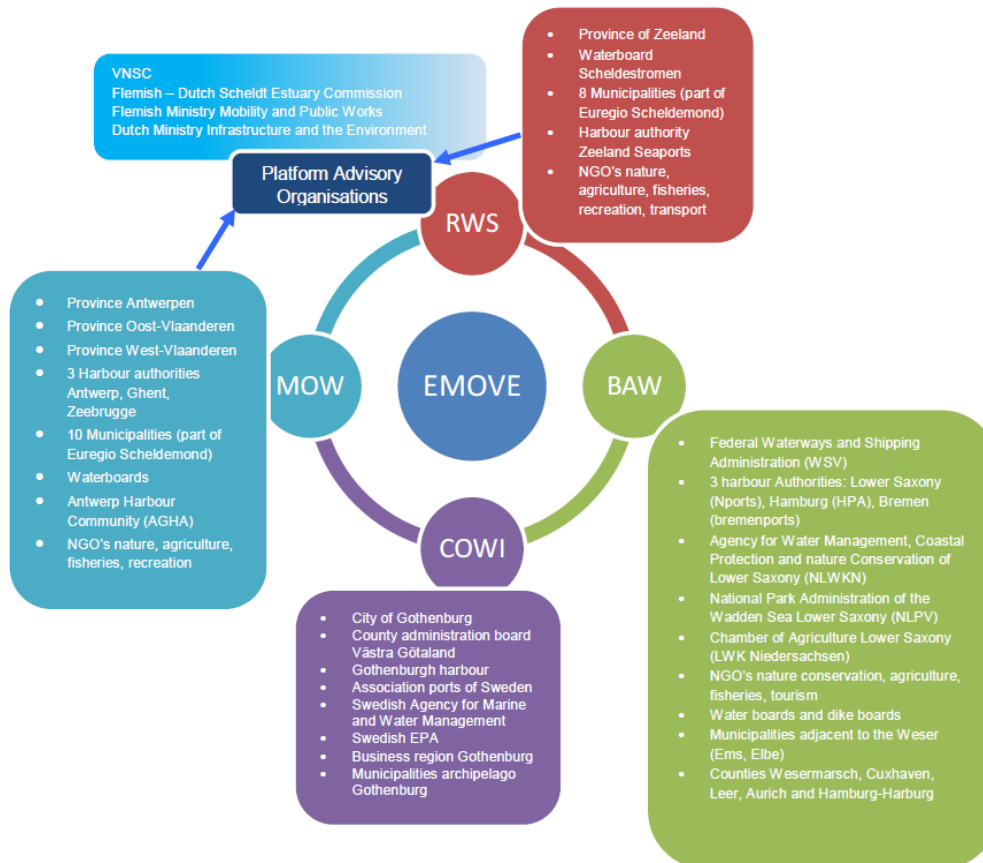 VNSC
Flemish – Dutch Scheldt Estuary Commission
Flemish Ministry Mobility and Public Works
Dutch Ministry Infrastructure and the Environment
Platform Advisory
Organisations
• Province of Zeeland
• Waterboard
Scheldestromen
• 8 Municipalities (part of
Euregio Scheldemond)
• Harbour authority
Zeeland Seaports
• NGO's nature,
agriculture, fisheries,
recreation, transport
RWS
• Province Antwerpen
• Province Oost-Vlaanderen
• Province West-Vlaanderen
• 3 Harbour authorities
Antwerp, Ghent,
Zeebrugge
• 10 Municipalities (part of
Euregio Scheldemond)
• Waterboards
• Antwerp Harbour
Community (AGHA)
• NGO's nature, agriculture,
fisheries, recreation
MOW
EMOVE
BAW
• Federal Waterways and Shipping
Administration (WSV)
• 3 harbour Authorities: Lower Saxony
(Nports), Hamburg (HPA), Bremen
(bremenports)
• Agency for Water Management, Coastal
Protection and nature Conservation of
Lower Saxony (NLWKN)
• National Park Administration of the
Wadden Sea Lower Saxony (NLPV)
• Chamber of Agriculture Lower Saxony
(LWK Niedersachsen)
• NGO's nature conservation, agriculture,
fisheries, tourism
• Water boards and dike boards
• Municipalities adjacent to the Weser
(Ems, Elbe)
• Counties Wesermarsch, Cuxhaven,
Leer, Aurich and Hamburg-Harburg
COWI
• City of Gothenburg
• County administration board
Västra Götaland
• Gothenburgh harbour
• Association ports of Sweden
• Swedish Agency for Marine
and Water Management
• Swedish EPA
• Business region Gothenburg
• Municipalities archipelago
Gothenburg